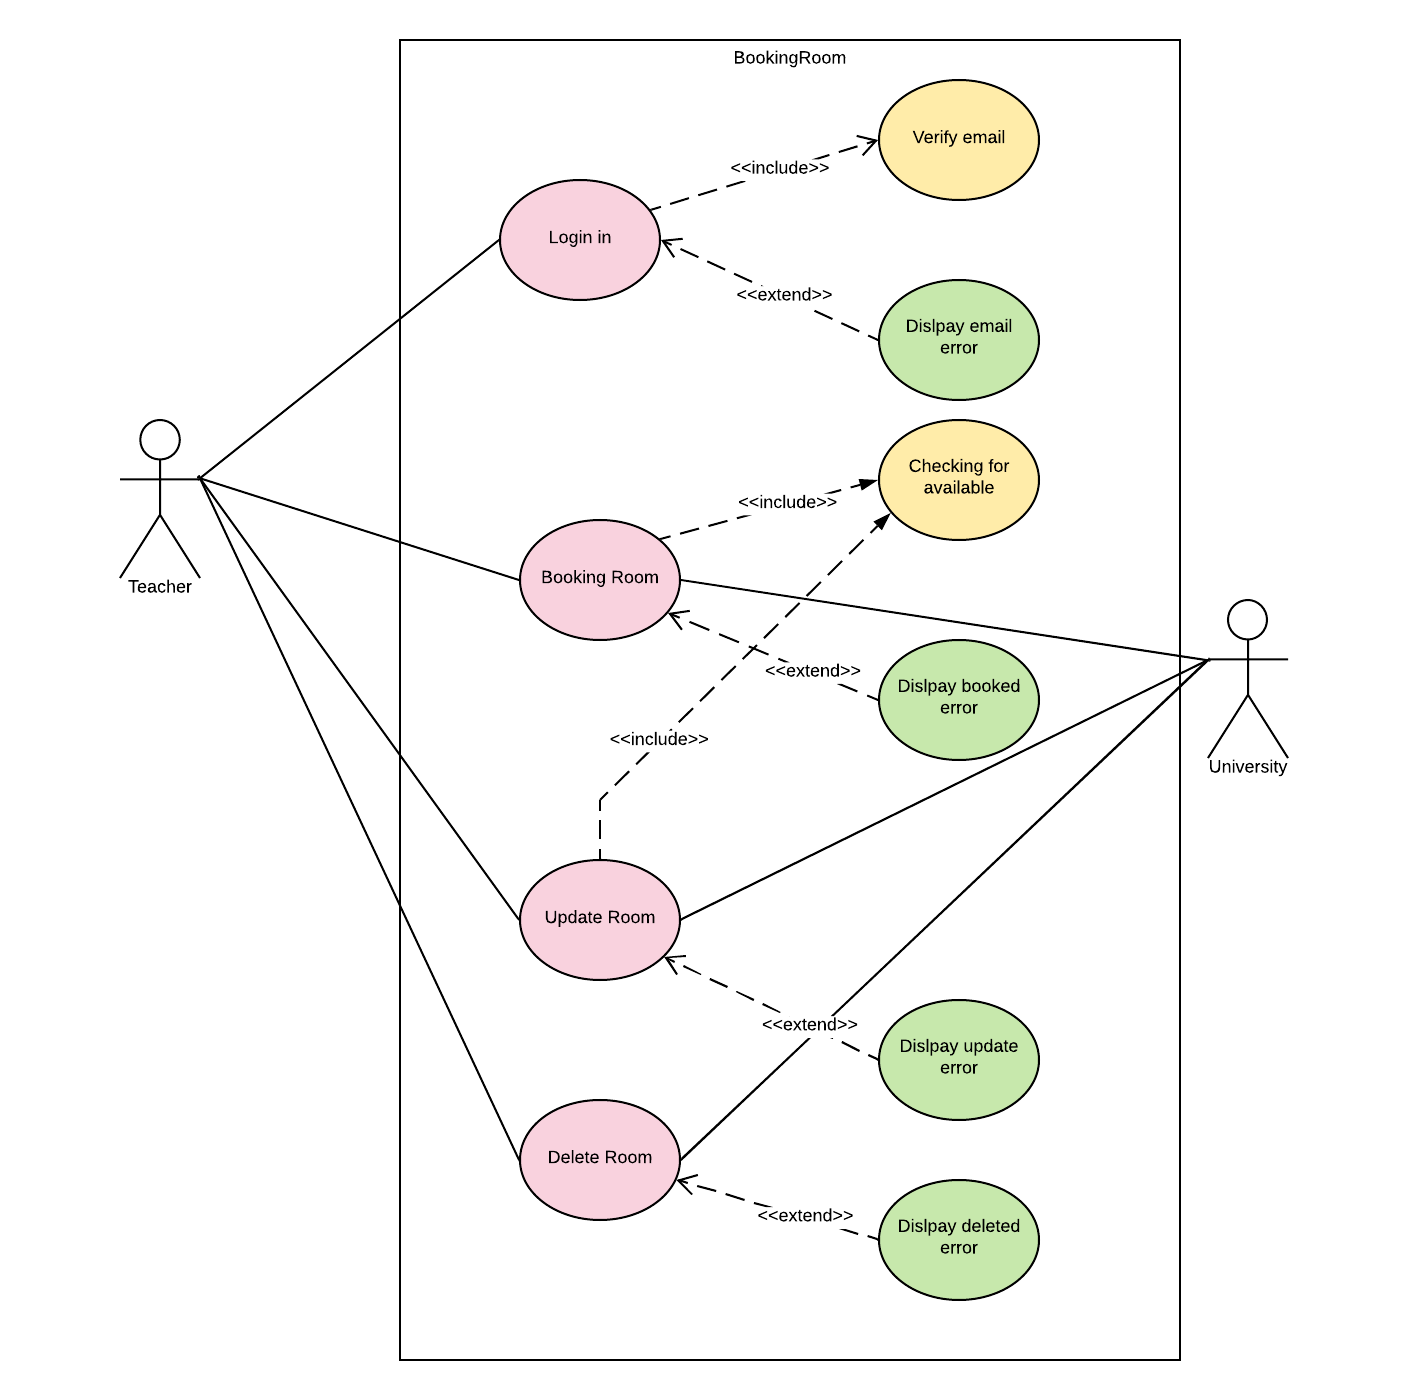 BookingRoom
Verify email
<<include>>
Login in
<<extend>>
Dislpay email
error
Checking for
available
<<include>>
Booking Room
Teacher
<<extend>>
Dislpay booked
error
<<include>>
University
Update Room
<<extend>>
Dislpay update
error
Delete Room
<<extend>>
Dislpay deleted
error